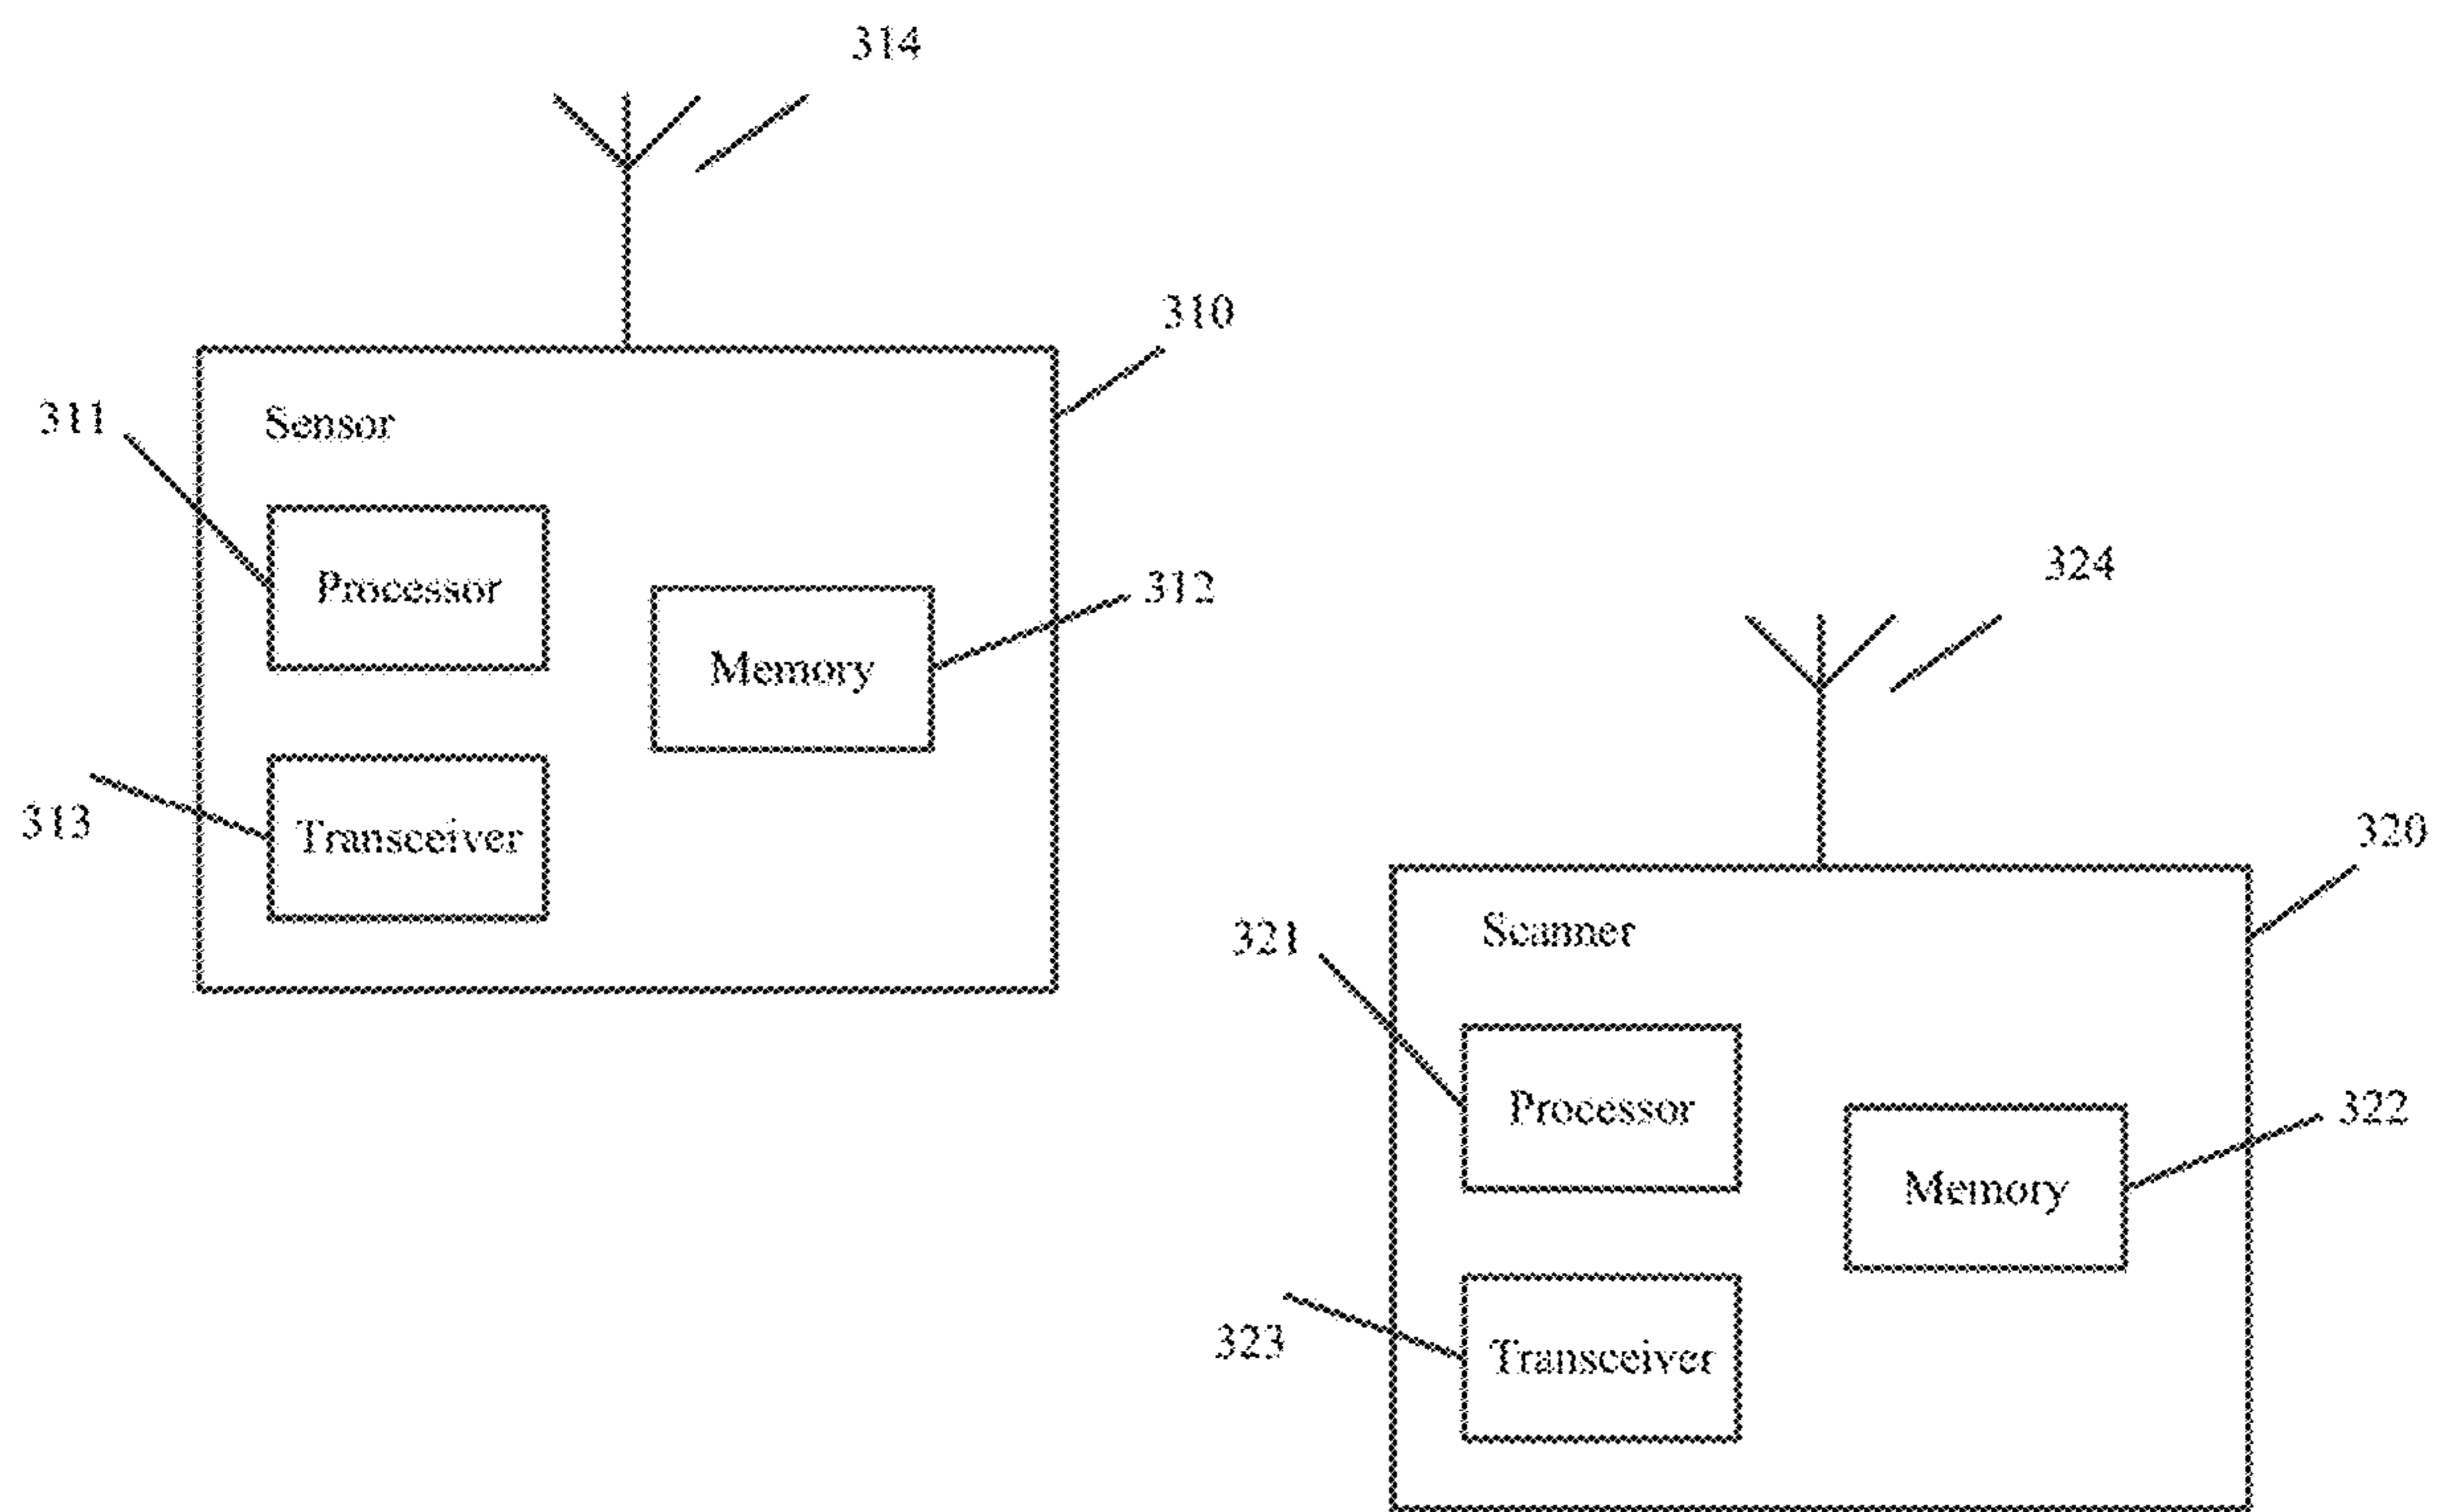 314
310
311
Sensor
Processor
312
Memory
313
Transceiver
324
320
321
Scanner
Processor
322
Memory
323
Transceiver